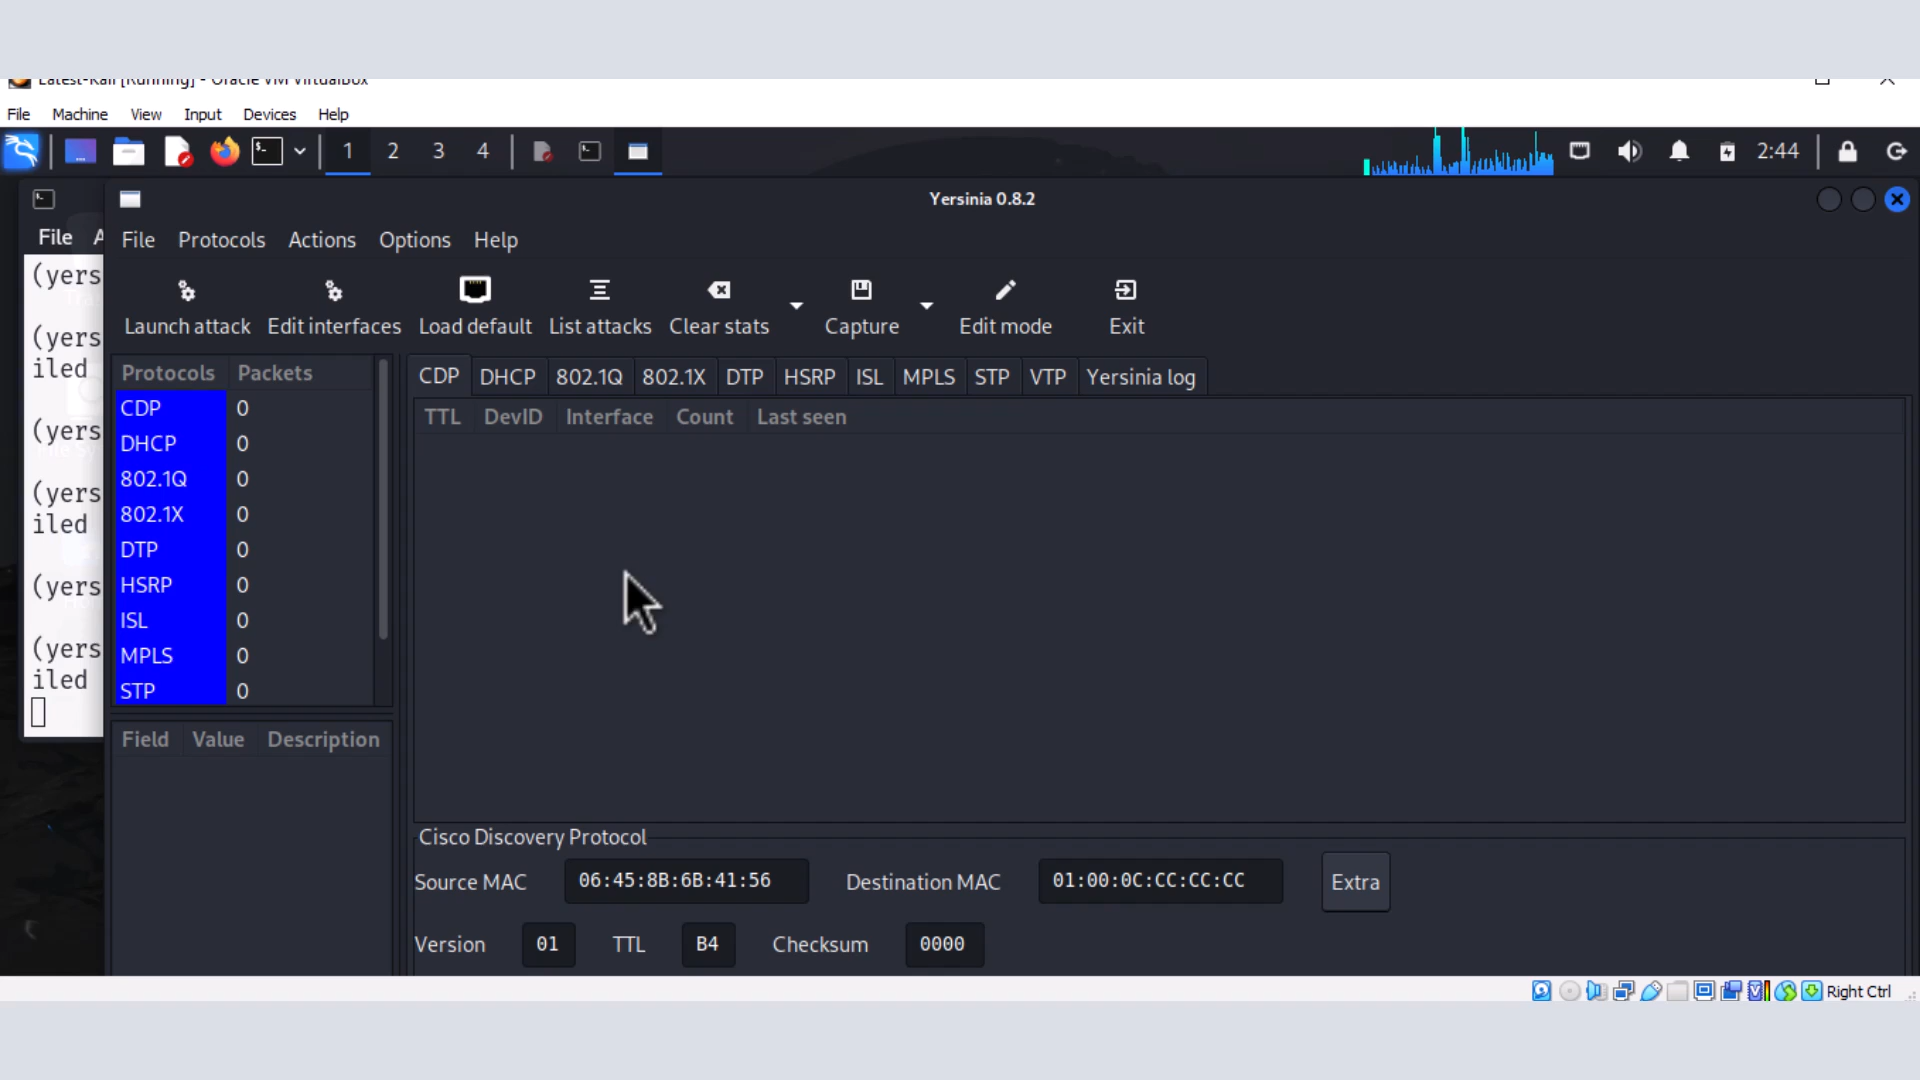 Latest-Kali [Running] - Oracle VM VirtualBox
File Machine View Input Devices Help
1 2 3 4 2:44
Yersinia 0.8.2
File
File Protocols Actions Options Help
Launch attack Edit interfaces Load default List attacks Clear stats Capture Edit mode Exit
(yers
(yers
iled
(yers
(yers
iled
(yers
(yers
iled
Protocols Packets
CDP 0
DHCP 0
802.1Q 0
802.1X 0
DTP 0
HSRP 0
ISL 0
MPLS 0
STP 0
Field Value Description
CDP DHCP 802.1Q 802.1X DTP HSRP ISL MPLS STP VTP Yersinia log
TTL DevID Interface Count Last seen
Cisco Discovery Protocol
Source MAC 06:45:8B:6B:41:56 Destination MAC 01:00:0C:CC:CC:CC Extra
Version 01 TTL B4 Checksum 0000
Right Ctrl